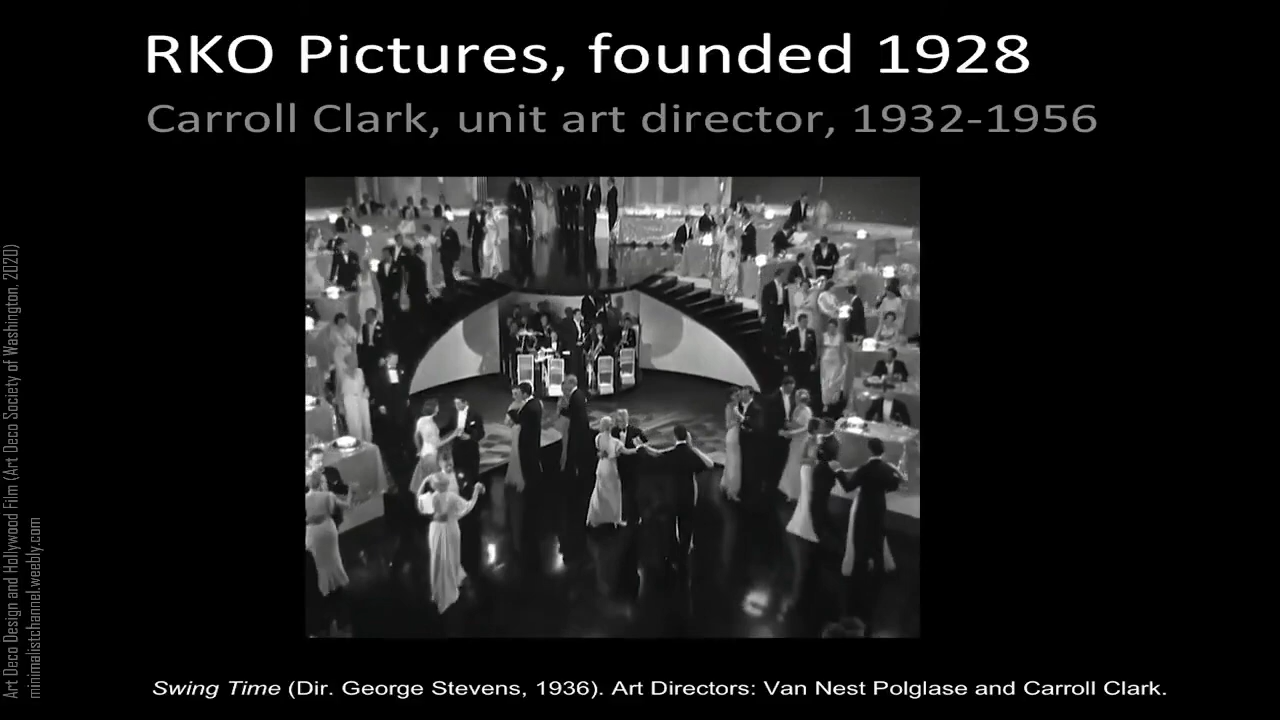 RKO Pictures, founded 1928
Carroll Clark, unit art director, 1932-1956
Art Deco Design and Hollywood Film (Art Deco Society of Washington, 2020)
minimalistchannel.weebly.com
Swing Time (Dir. George Stevens, 1936). Art Directors: Van Nest Polglase and Carroll Clark.